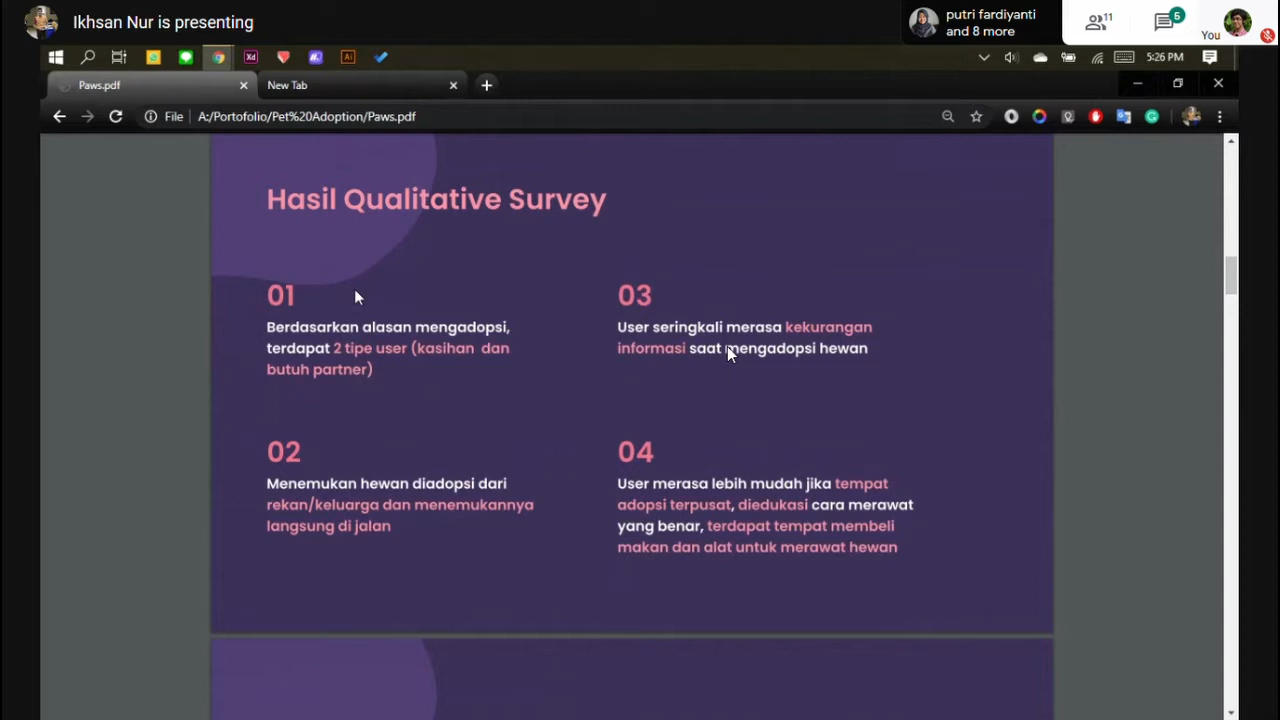 Ikhsan Nur is presenting
putri fardiyanti
and 8 more
11
5
You
Xd
Ai
5:26 PM
Paws.pdf
New Tab
File
A:/Portofolio/Pet%20Adoption/Paws.pdf
Hasil Qualitative Survey
01
Berdasarkan alasan mengadopsi,
terdapat 2 tipe user (kasihan dan
butuh partner)
02
Menemukan hewan diadopsi dari
rekan/keluarga dan menemukannya
langsung di jalan
03
User seringkali merasa kekurangan
informasi saat mengadopsi hewan
04
User merasa lebih mudah jika tempat
adopsi terpusat, diedukasi cara merawat
yang benar, terdapat tempat membeli
makan dan alat untuk merawat hewan